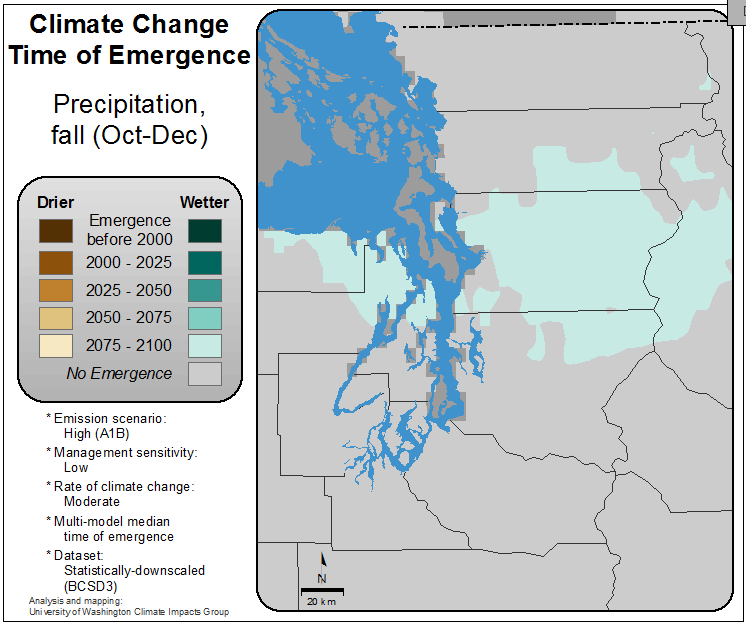 Climate Change
Time of Emergence
Precipitation,
fall (Oct-Dec)
Drier
Wetter
Emergence
before 2000
2000 - 2025
2025 - 2050
2050 - 2075
2075 - 2100
No Emergence
* Emission scenario:
High (A1B)
* Management sensitivity:
Low
* Rate of climate change:
Moderate
* Multi-model median
time of emergence
* Dataset:
Statistically-downscaled
(BCSD3)
Analysis and mapping:
University of Washington Climate Impacts Group
N
20 km